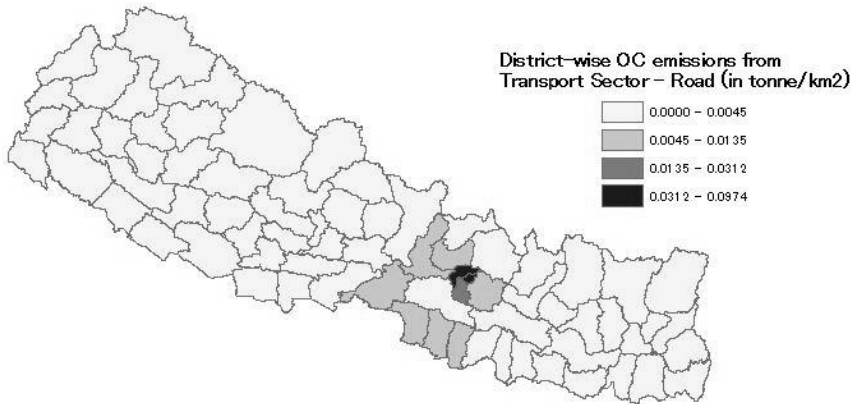 District-wise OC emissions from
Transport Sector - Road (in tonne/km2)
0.0000 - 0.0045
0.0045 - 0.0135
0.0135 - 0.0312
0.0312 - 0.0974